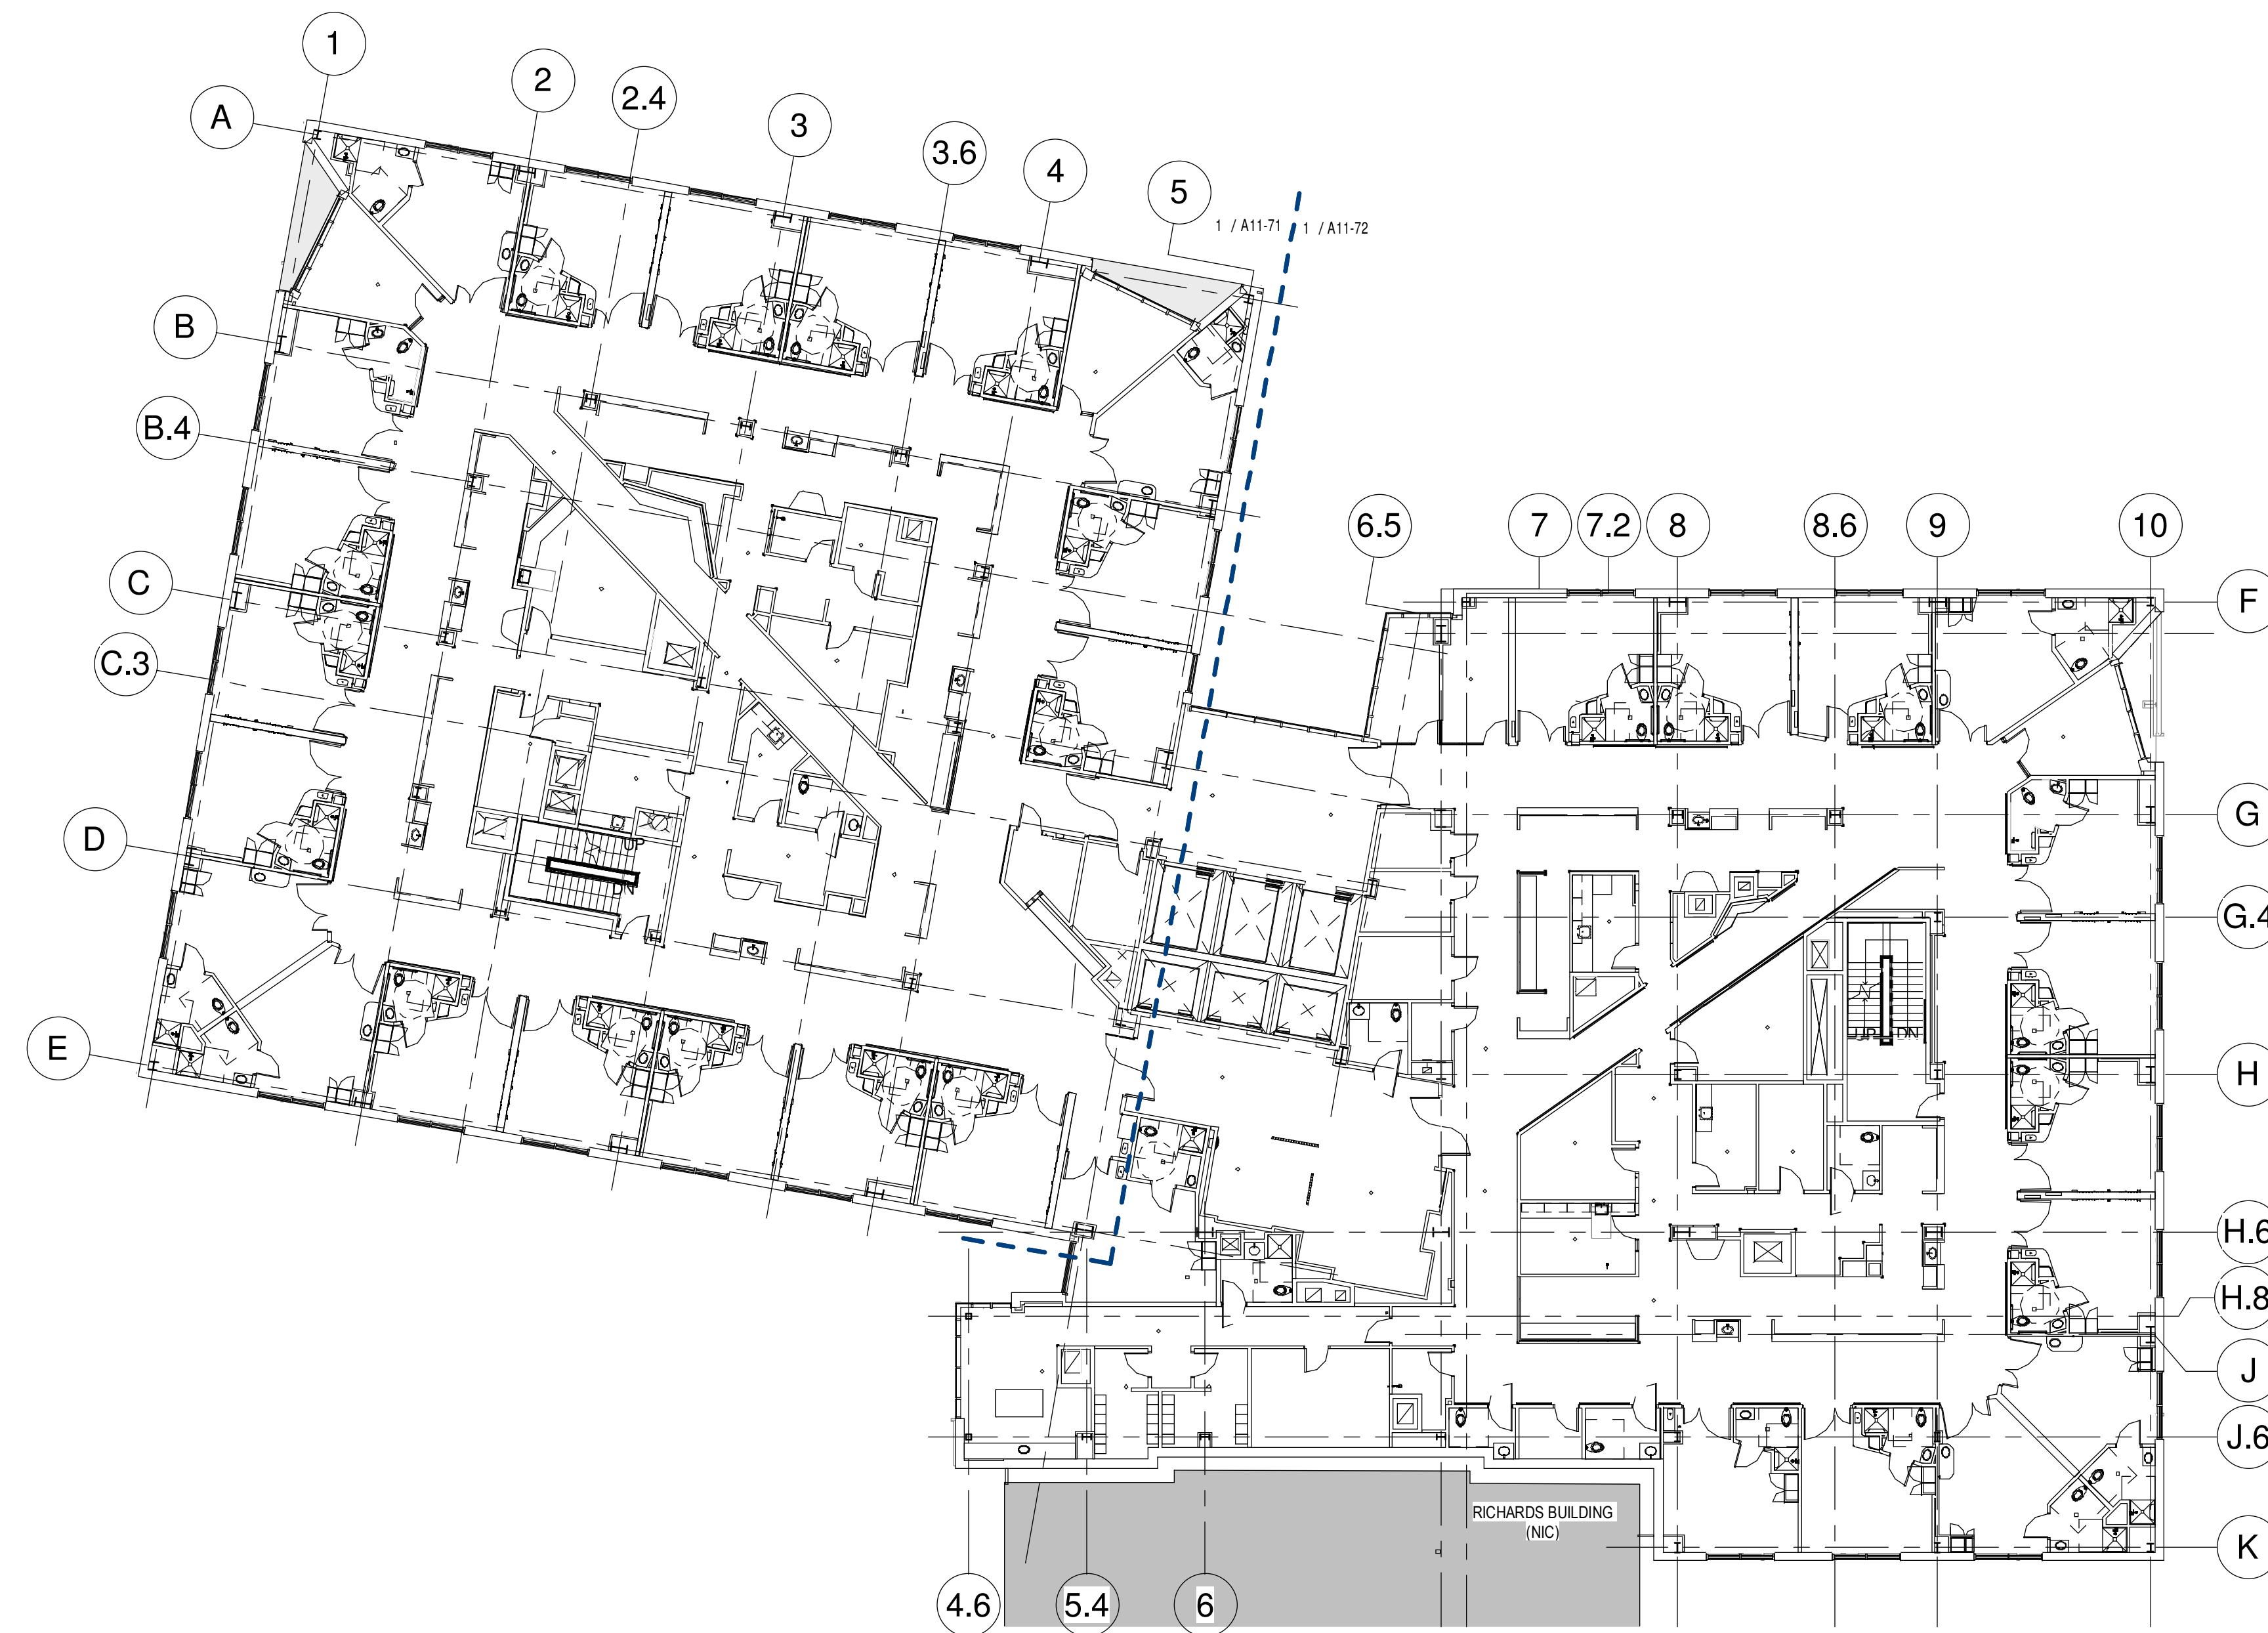 1
2
2.4
3
3.6
4
5
A
B
B.4
C
C.3
D
E
1 / A11-71
1 / A11-72
6.5
7
7.2
8
8.6
9
10
F
G
G.4
H
H.6
H.8
J
J.6
K
UP
DN
RICHARDS BUILDING
(NIC)
4.6
5.4
6